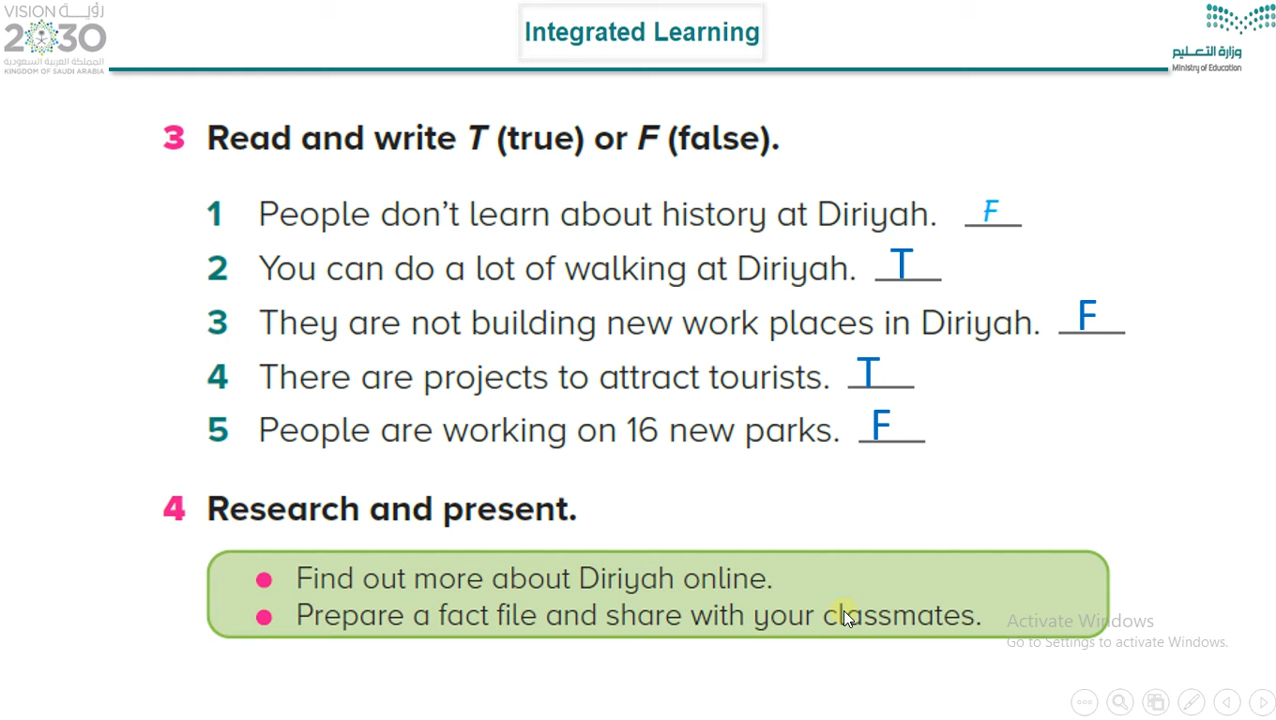 VISION رؤيـــة
2030
المملكة العربية السعودية
KINGDOM OF SAUDI ARABIA
Integrated Learning
وزارة التعليم
Ministry of Education
3 Read and write T (true) or F (false).
1 People don't learn about history at Diriyah. F
2 You can do a lot of walking at Diriyah. T
3 They are not building new work places in Diriyah. F
4 There are projects to attract tourists. T
5 People are working on 16 new parks. F
4 Research and present.
• Find out more about Diriyah online.
• Prepare a fact file and share with your classmates.
Activate Windows
Go to Settings to activate Windows.